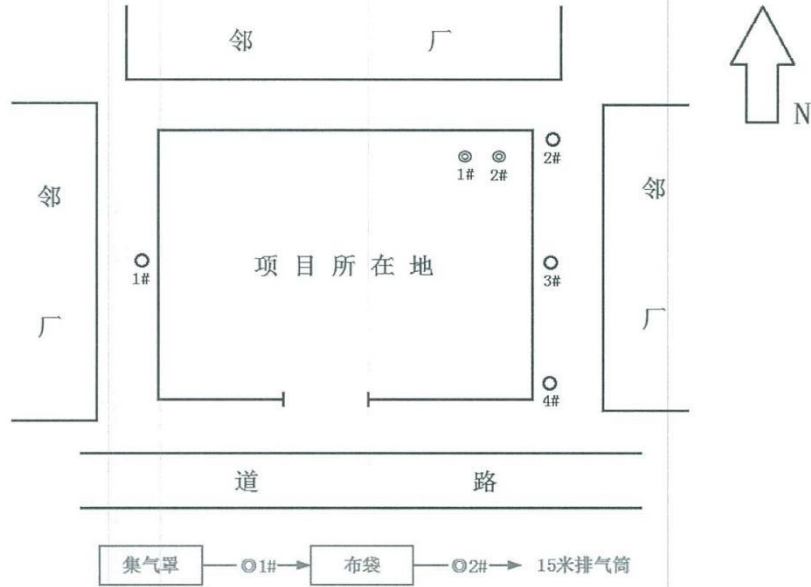 邻 厂
N
2#
1# 2#
邻
厂
邻
厂
项目所在地
1#
3#
4#
道 路
集气罩 ◎1# 布袋 ◎2# 15米排气筒